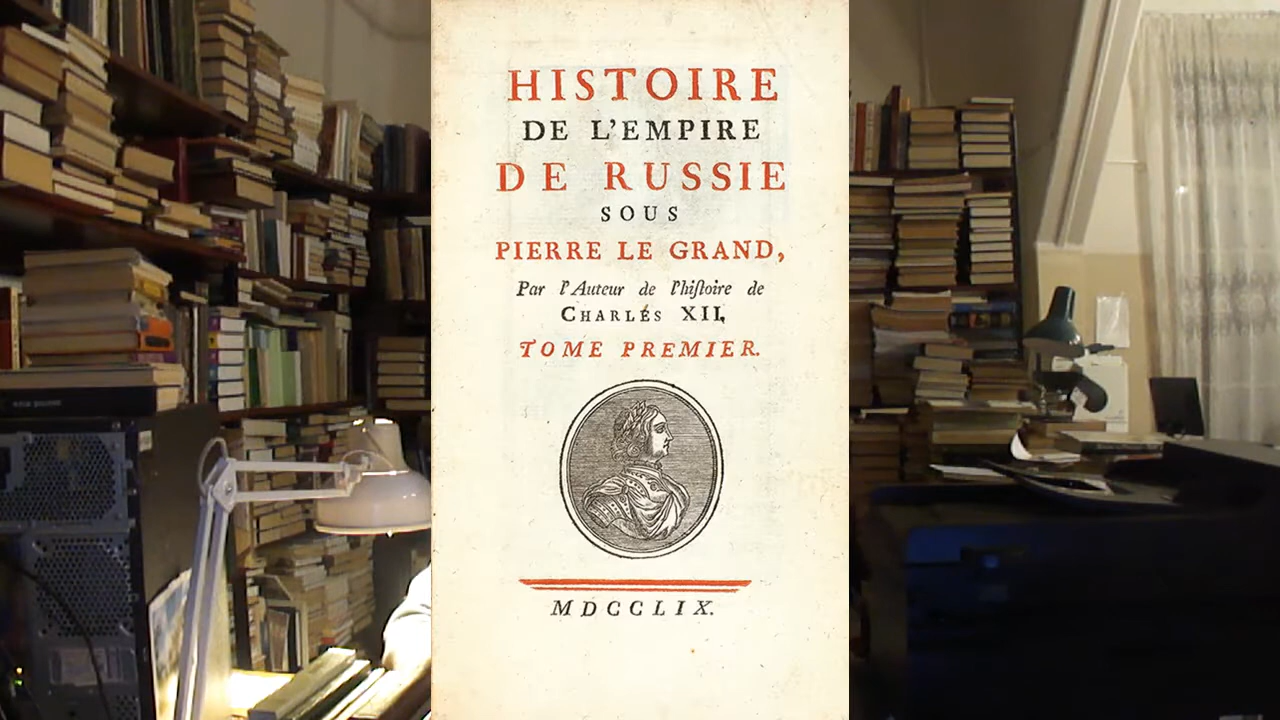 HISTOIRE
DE L'EMPIRE
DE RUSSIE
SOUS
PIERRE LE GRAND,
Par l'Auteur de l'hiſtoire de
CHARLES XII,
TOME PREMIER.
MDCCLIX.